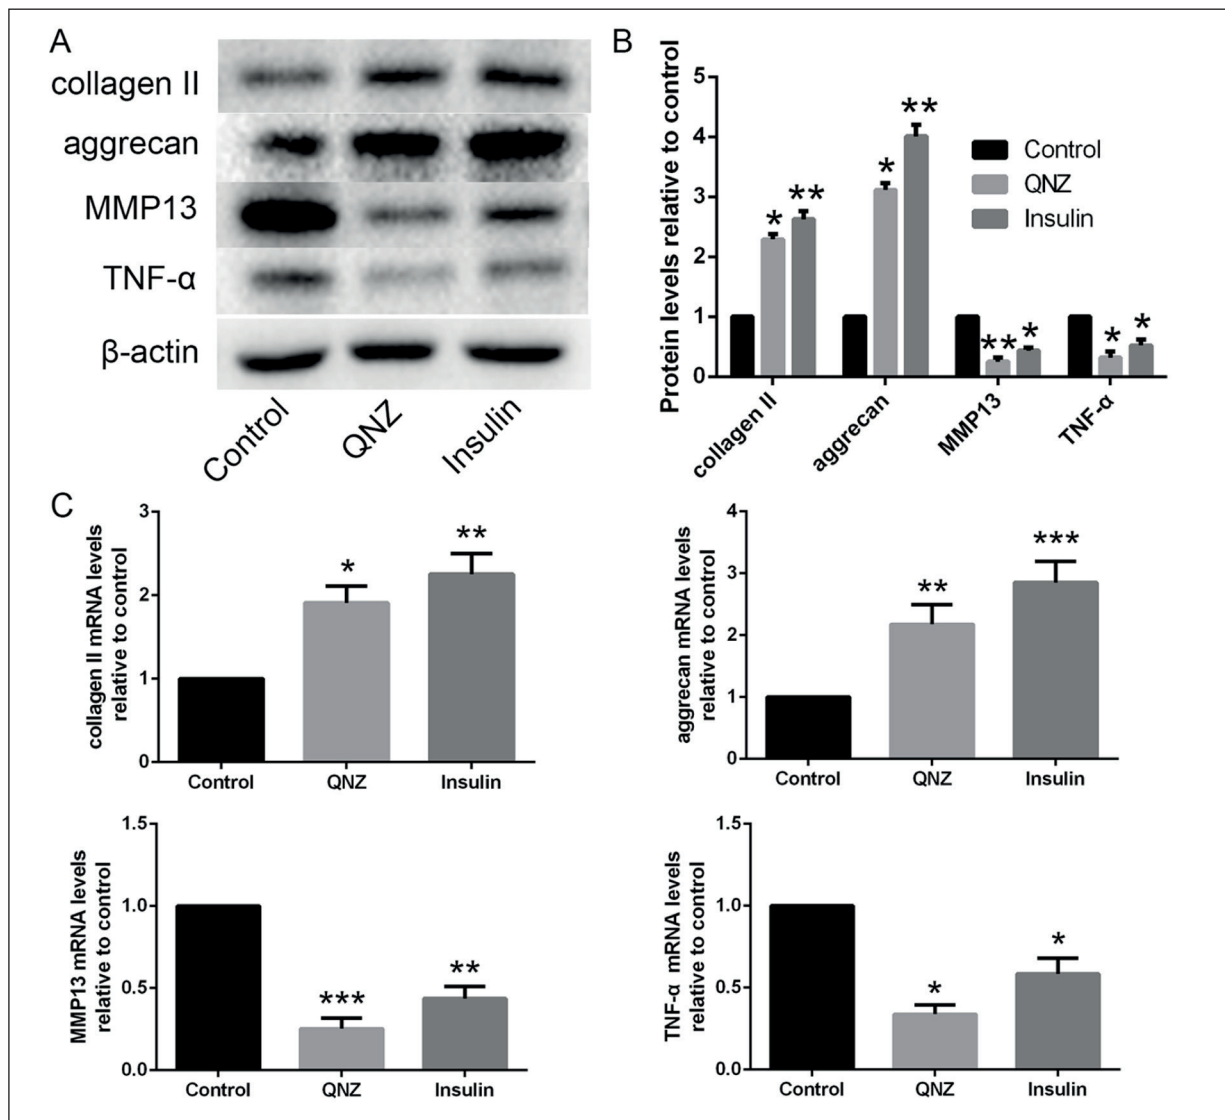 A
collagen II
aggrecan
MMP13
TNF-α
β-actin
Control
QNZ
Insulin
B
Protein levels relative to control
5
4
3
2
1
0
** 
*
**
*
** *
* *
Control
QNZ
Insulin
collagen II
aggrecan
MMP13
TNF-α
C
collagen II mRNA levels
relative to control
3
2
1
0
*
**
Control QNZ Insulin
aggrecan mRNA levels
relative to control
4
3
2
1
0
**
***
Control QNZ Insulin
MMP13 mRNA levels
relative to control
1.5
1.0
0.5
0.0
***
**
Control QNZ Insulin
TNF-α mRNA levels
relative to control
1.5
1.0
0.5
0.0
*
*
Control QNZ Insulin